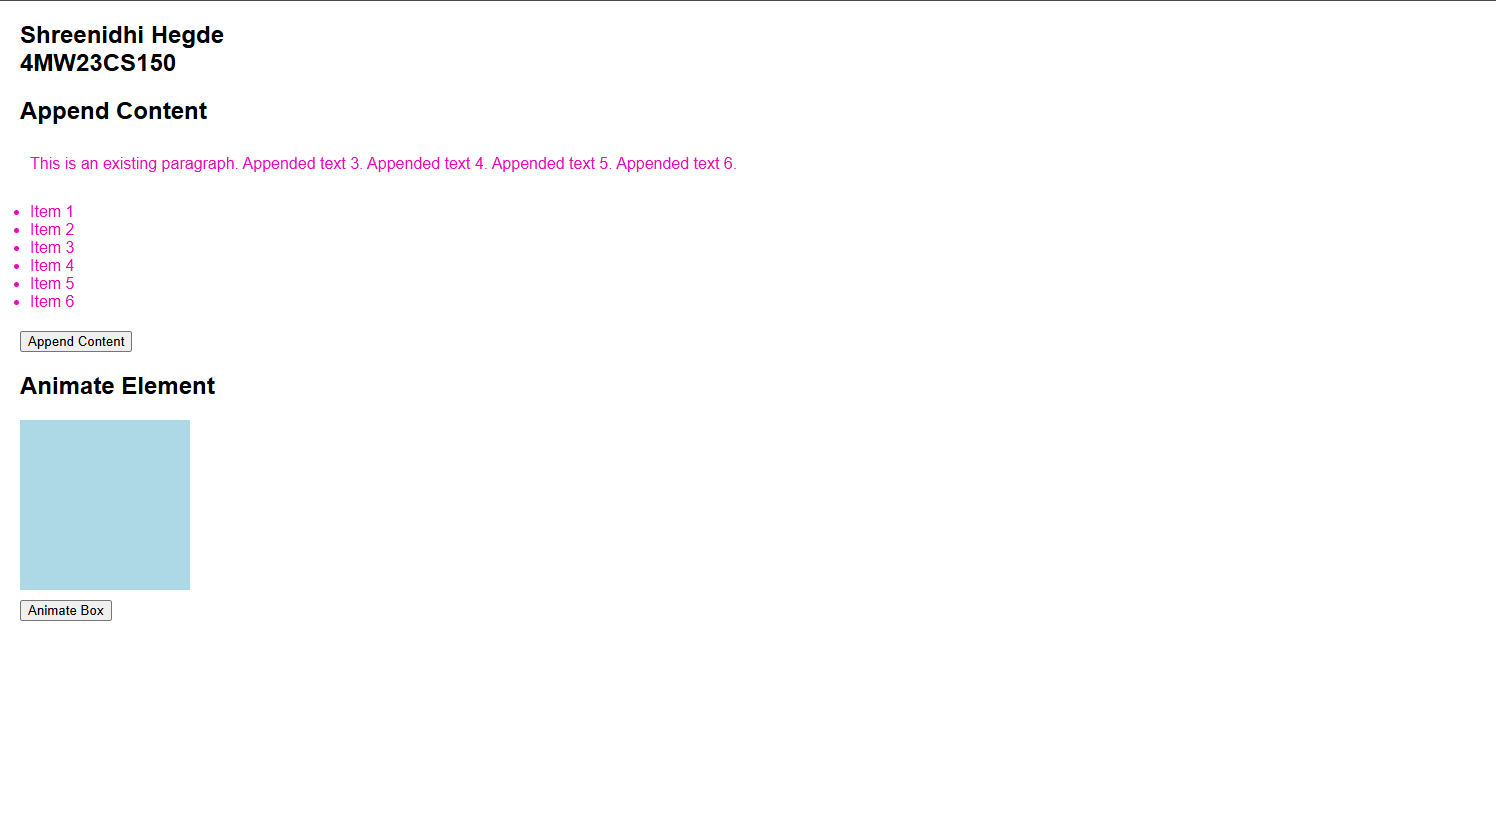 Shreenidhi Hegde
4MW23CS150
Append Content
This is an existing paragraph. Appended text 3. Appended text 4. Appended text 5. Appended text 6.
Item 1
Item 2
Item 3
Item 4
Item 5
Item 6
Append Content
Animate Element
Animate Box